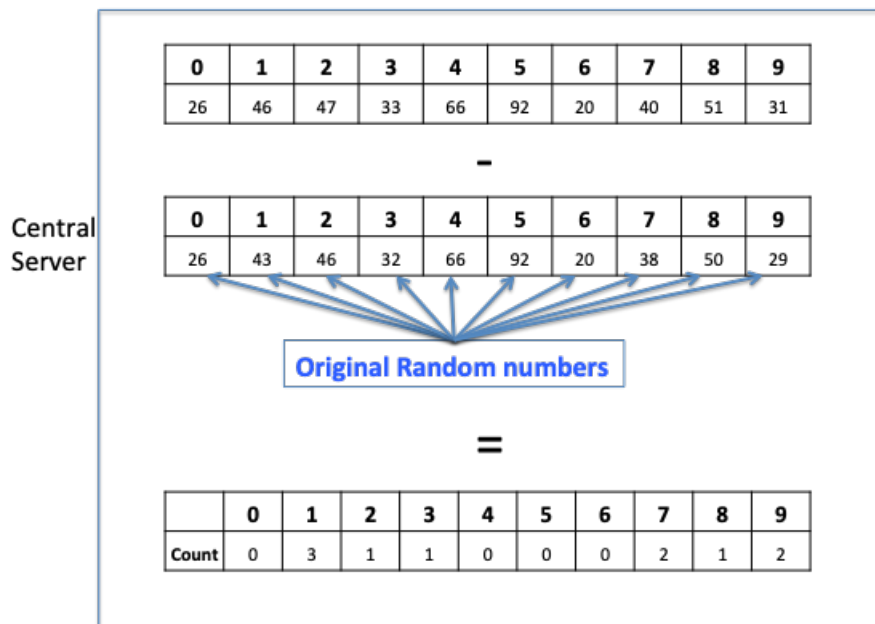 0 1 2 3 4 5 6 7 8 9
26 46 47 33 66 92 20 40 51 31
-
Central
Server
0 1 2 3 4 5 6 7 8 9
26 43 46 32 66 92 20 38 50 29
Original Random numbers
=
0 1 2 3 4 5 6 7 8 9
Count 0 3 1 1 0 0 0 2 1 2